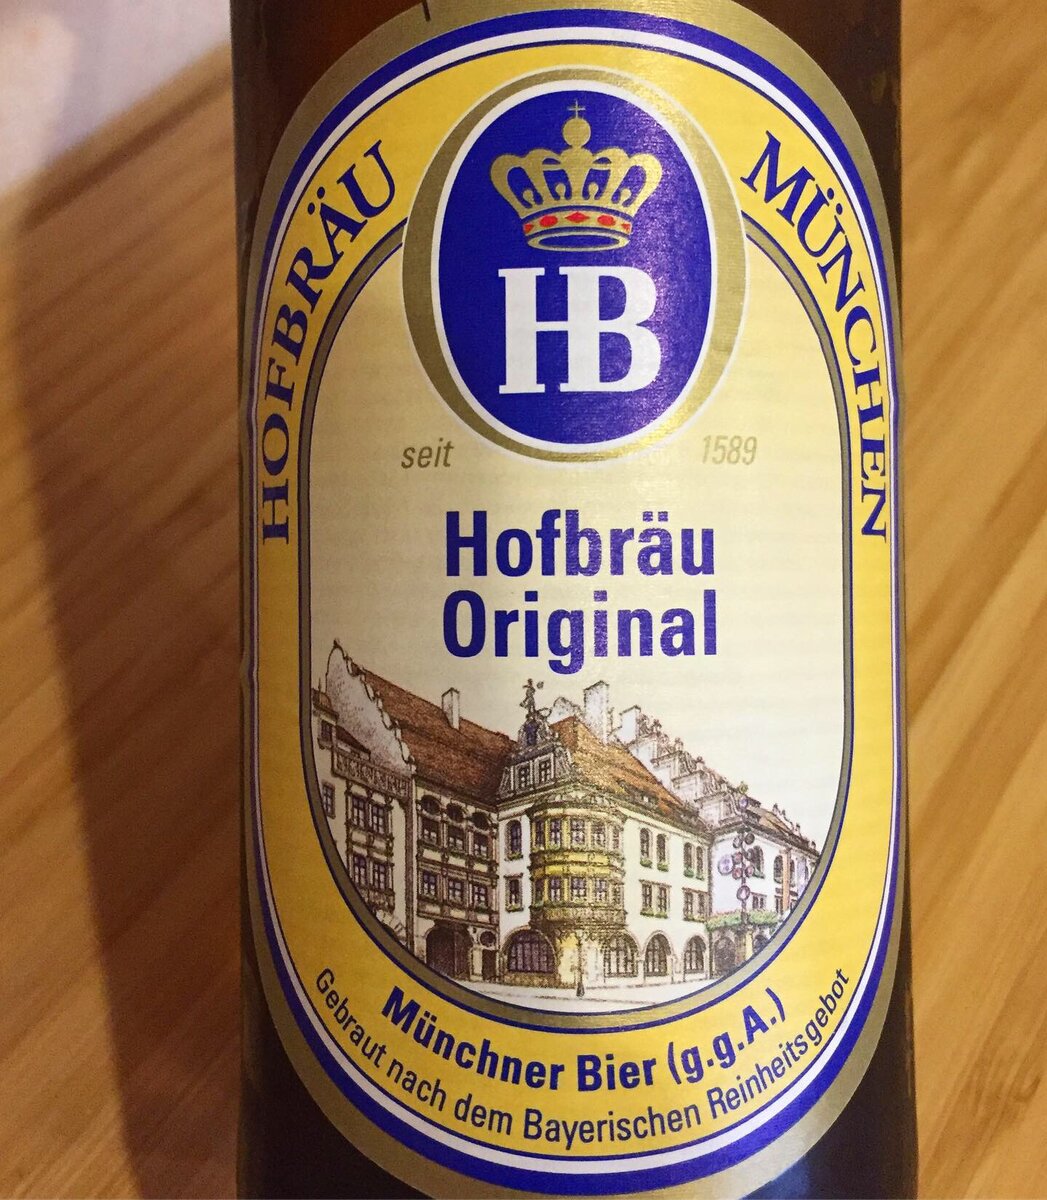 HOFBRÄU MÜNCHEN
HB
seit 1589
Hofbräu
Original
Münchner Bier (g.g.A.)
Gebraut nach dem Bayerischen Reinheitsgebot